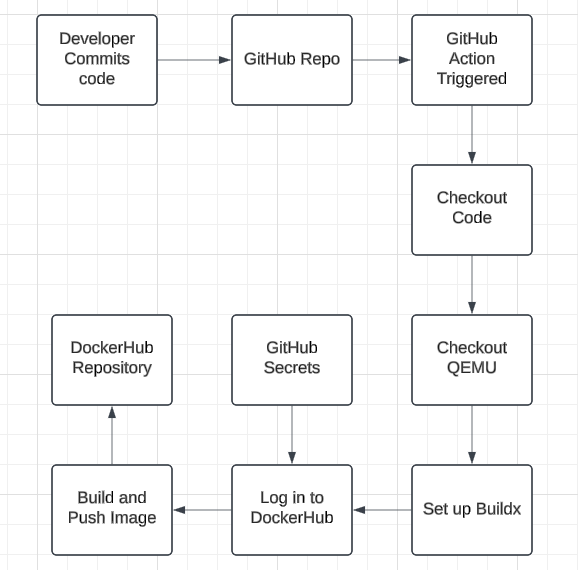 Developer
Commits
code
GitHub Repo
GitHub
Action
Triggered
Checkout
Code
DockerHub
Repository
GitHub
Secrets
Checkout
QEMU
Build and
Push Image
Log in to
DockerHub
Set up Buildx